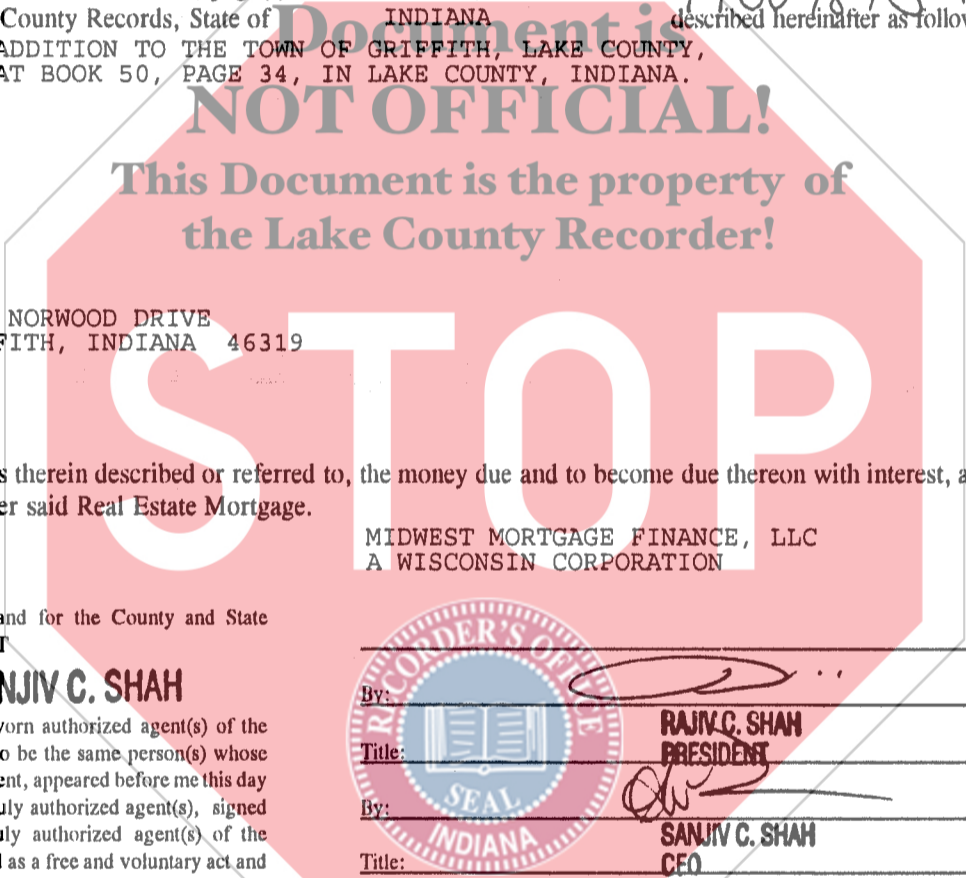 County Records, State of INDIANA described hereinafter as follow
ADDITION TO THE TOWN OF GRIFFITH, LAKE COUNTY,
AT BOOK 50, PAGE 34, IN LAKE COUNTY, INDIANA.
Document is
NOT OFFICIAL!
This Document is the property of
the Lake County Recorder!
NORWOOD DRIVE
FITH, INDIANA 46319
STOP
s therein described or referred to, the money due and to become due thereon with interest, a
er said Real Estate Mortgage.
MIDWEST MORTGAGE FINANCE, LLC
A WISCONSIN CORPORATION
and for the County and State
T
NJIV C. SHAH
vorn authorized agent(s) of the
o be the same person(s) whose
ent, appeared before me this day
uly authorized agent(s), signed
uly authorized agent(s) of the
l as a free and voluntary act and
RECORDER'S OFFICE
SEAL
INDIANA
By:
RAJIV C. SHAH
Title: PRESIDENT
By:
SANJIV C. SHAH
Title: CEO